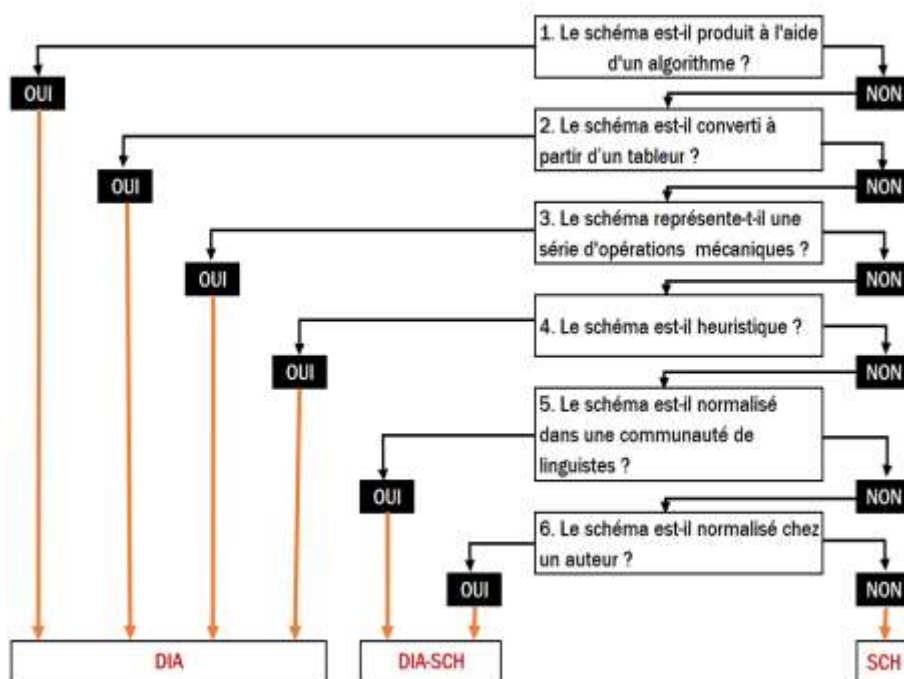 1. Le schéma est-il produit à l'aide
d'un algorithme ?
OUI
NON
2. Le schéma est-il converti à
partir d'un tableur ?
OUI
NON
3. Le schéma représente-t-il une
série d'opérations mécaniques ?
OUI
NON
4. Le schéma est-il heuristique ?
OUI
NON
5. Le schéma est-il normalisé
dans une communauté de
linguistes ?
OUI
NON
6. Le schéma est-il normalisé chez
un auteur ?
OUI
NON
DIA
DIA-SCH
SCH